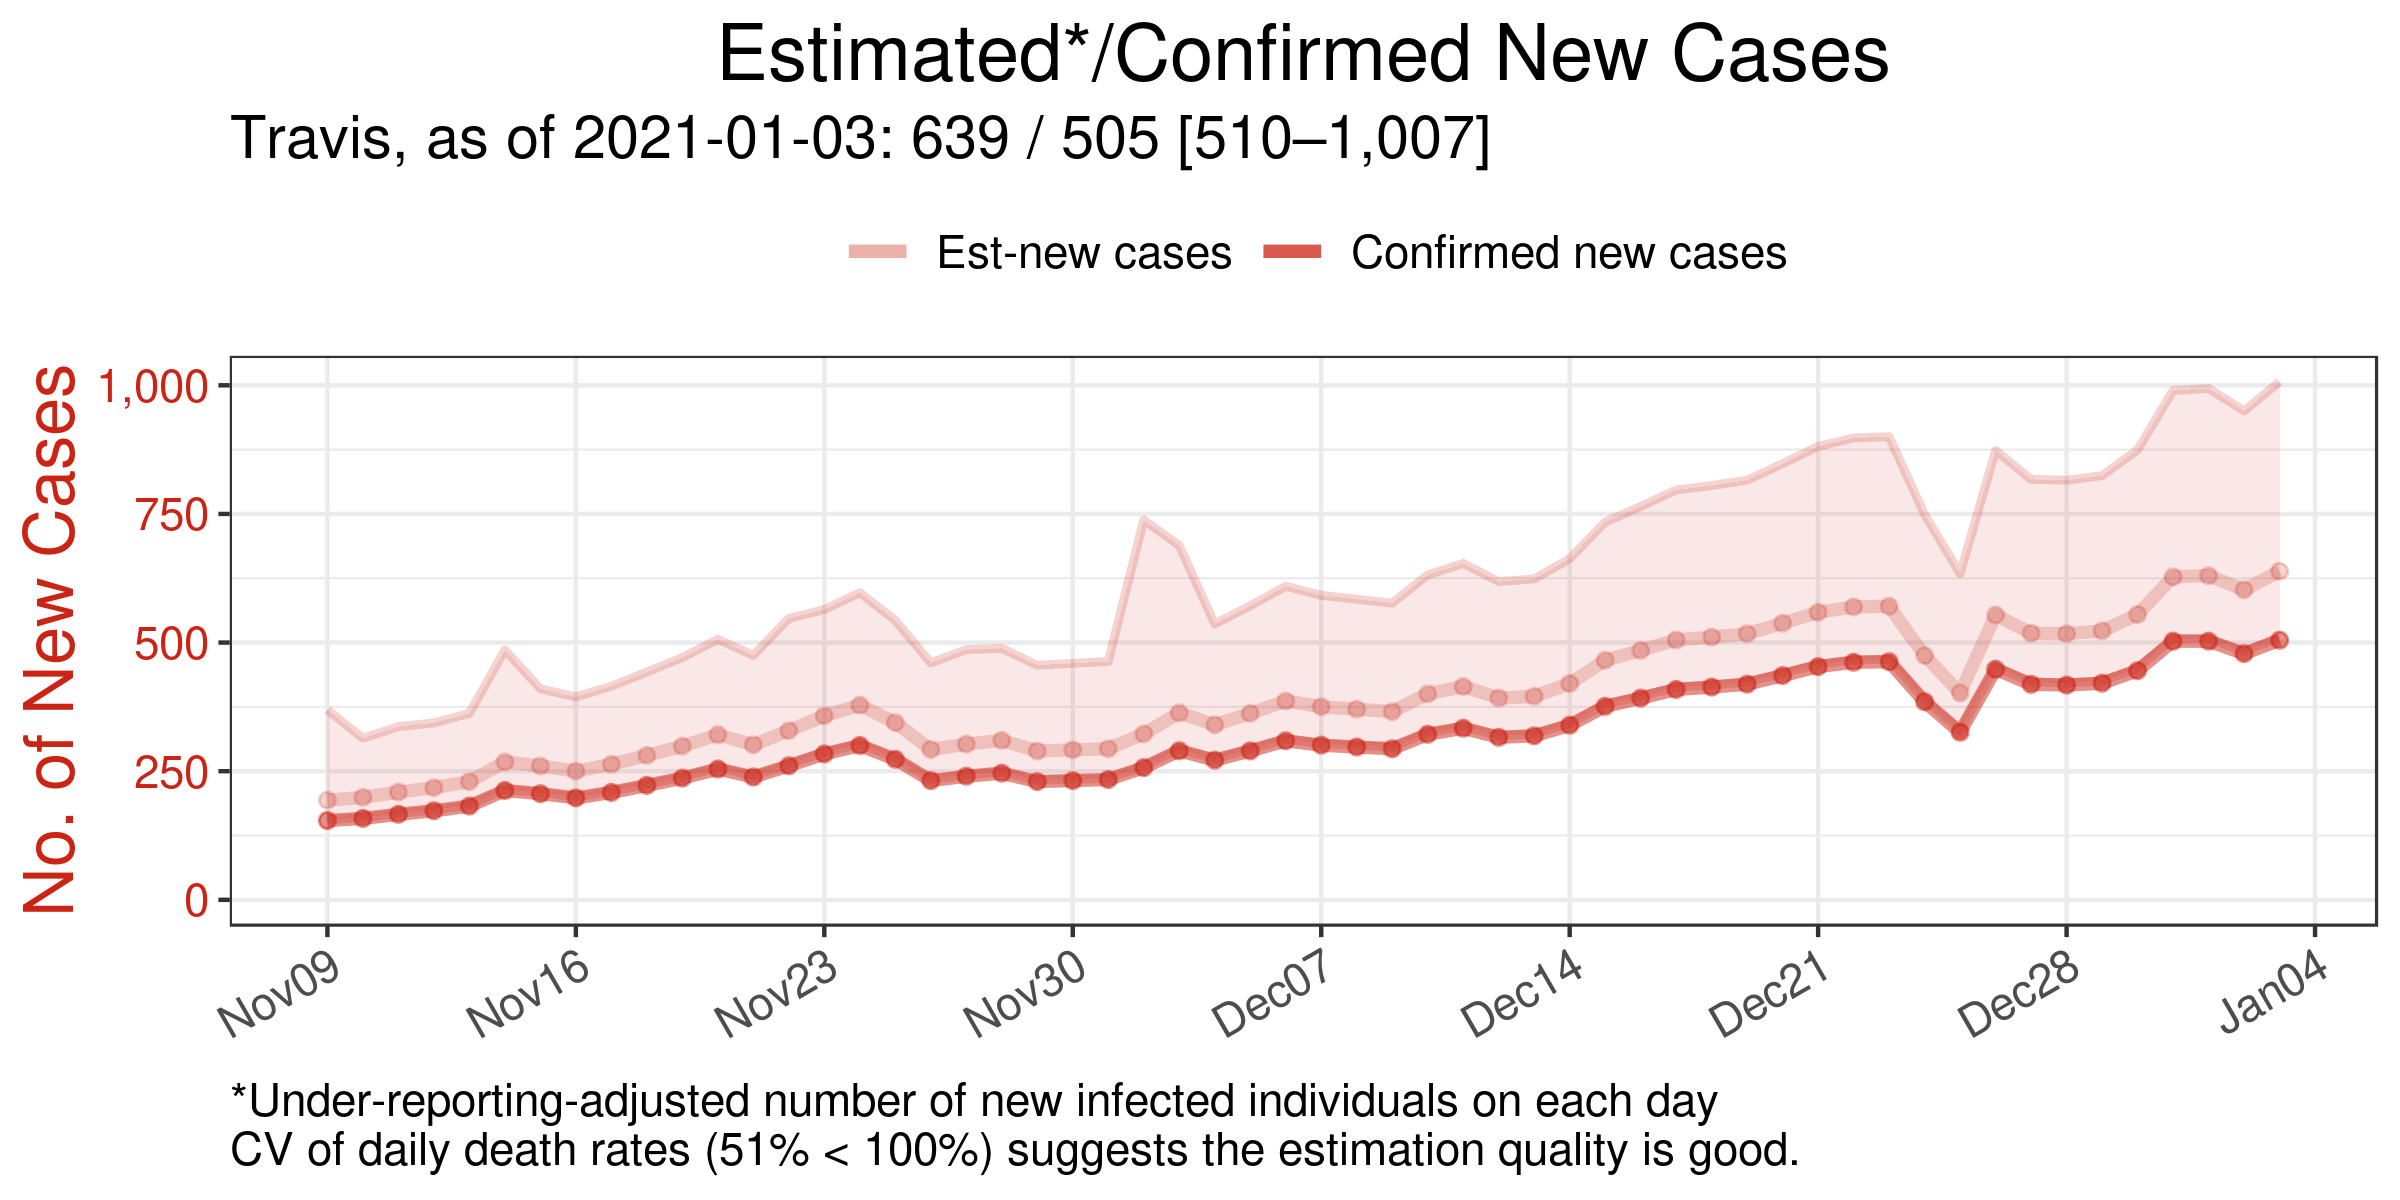 Estimated*/Confirmed New Cases
Travis, as of 2021-01-03: 639 / 505 [510–1,007]
Est-new cases
Confirmed new cases
No. of New Cases
1,000
750
500
250
0
Nov09
Nov16
Nov23
Nov30
Dec07
Dec14
Dec21
Dec28
Jan04
*Under-reporting-adjusted number of new infected individuals on each day
CV of daily death rates (51% < 100%) suggests the estimation quality is good.